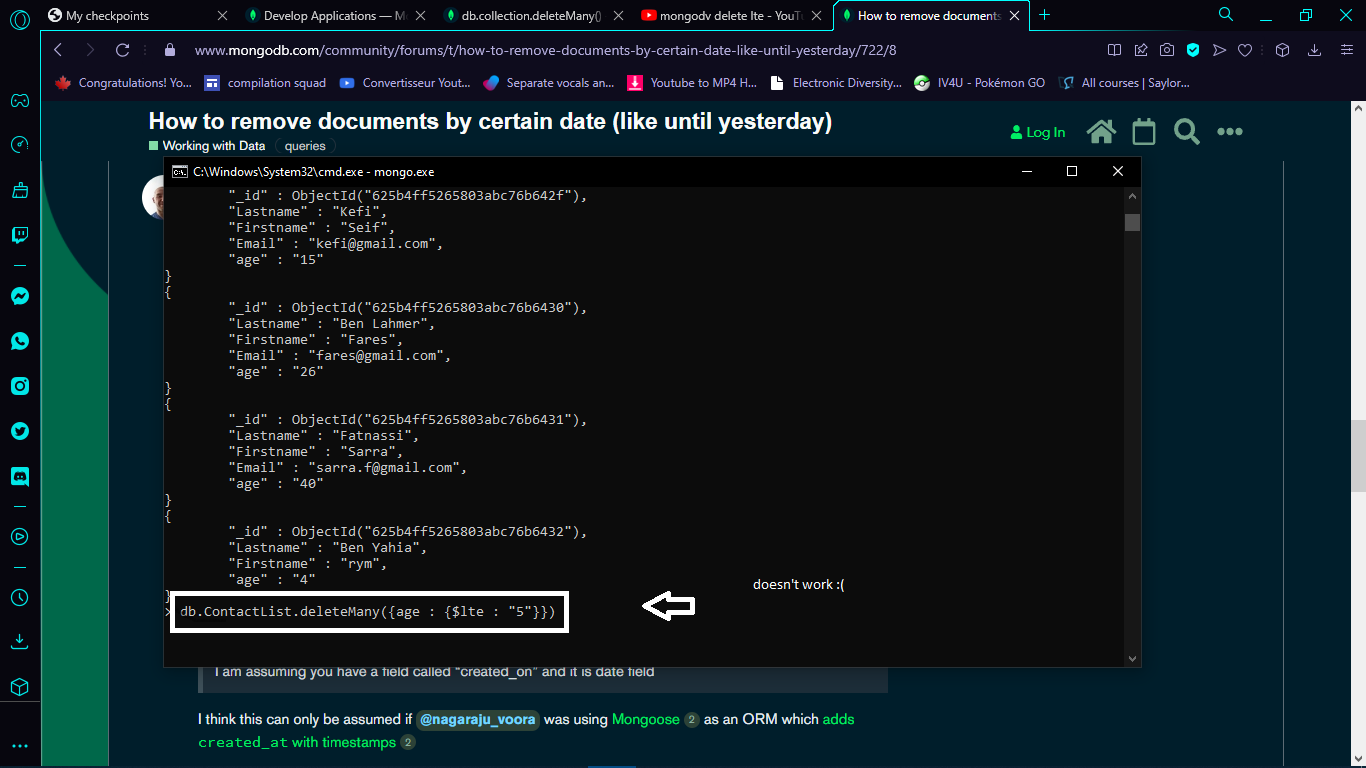 My checkpoints
Develop Applications — M
db.collection.deleteMany()
mongodv delete lte - YouTu
How to remove documents
www.mongodb.com/community/forums/t/how-to-remove-documents-by-certain-date-like-until-yesterday/722/8
Congratulations! Yo...
compilation squad
Convertisseur Yout...
Separate vocals an...
Youtube to MP4 H...
Electronic Diversity...
IV4U - Pokémon GO
All courses | Saylor...
How to remove documents by certain date (like until yesterday)
Working with Data
queries
Log In
C:\Windows\System32\cmd.exe - mongo.exe
"_id" : ObjectId("625b4ff5265803abc76b642f"),
"Lastname" : "Kefi",
"Firstname" : "Seif",
"Email" : "kefi@gmail.com",
"age" : "15"
}
{
"_id" : ObjectId("625b4ff5265803abc76b6430"),
"Lastname" : "Ben Lahmer",
"Firstname" : "Fares",
"Email" : "fares@gmail.com",
"age" : "26"
}
{
"_id" : ObjectId("625b4ff5265803abc76b6431"),
"Lastname" : "Fatnassi",
"Firstname" : "Sarra",
"Email" : "sarra.f@gmail.com",
"age" : "40"
}
{
"_id" : ObjectId("625b4ff5265803abc76b6432"),
"Lastname" : "Ben Yahia",
"Firstname" : "rym",
"age" : "4"
}
doesn't work :(
> db.ContactList.deleteMany({age : {$lte : "5"}})
I am assuming you have a field called "created_on" and it is date field
I think this can only be assumed if @nagaraju_voora was using Mongoose 2 as an ORM which adds
created_at with timestamps 2